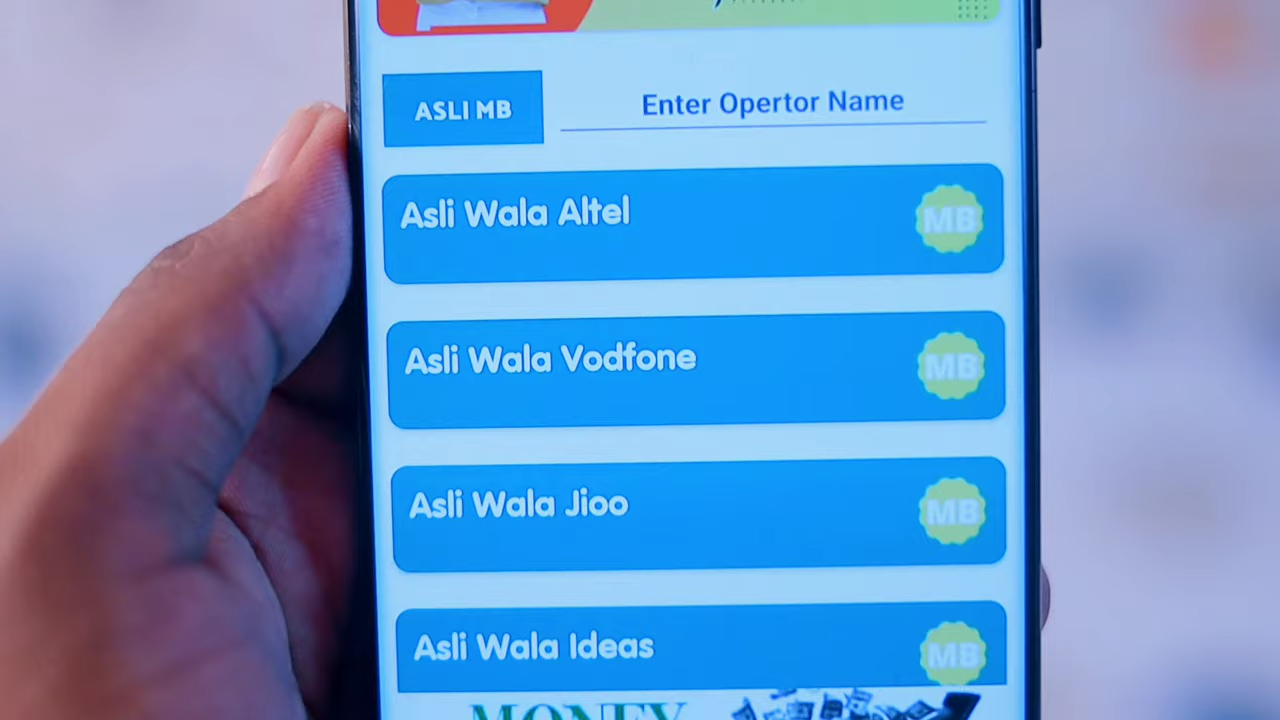 ASLI MB
Enter Opertor Name
Asli Wala Altel
MB
Asli Wala Vodfone
MB
Asli Wala Jioo
MB
Asli Wala Ideas
MB
MONEY